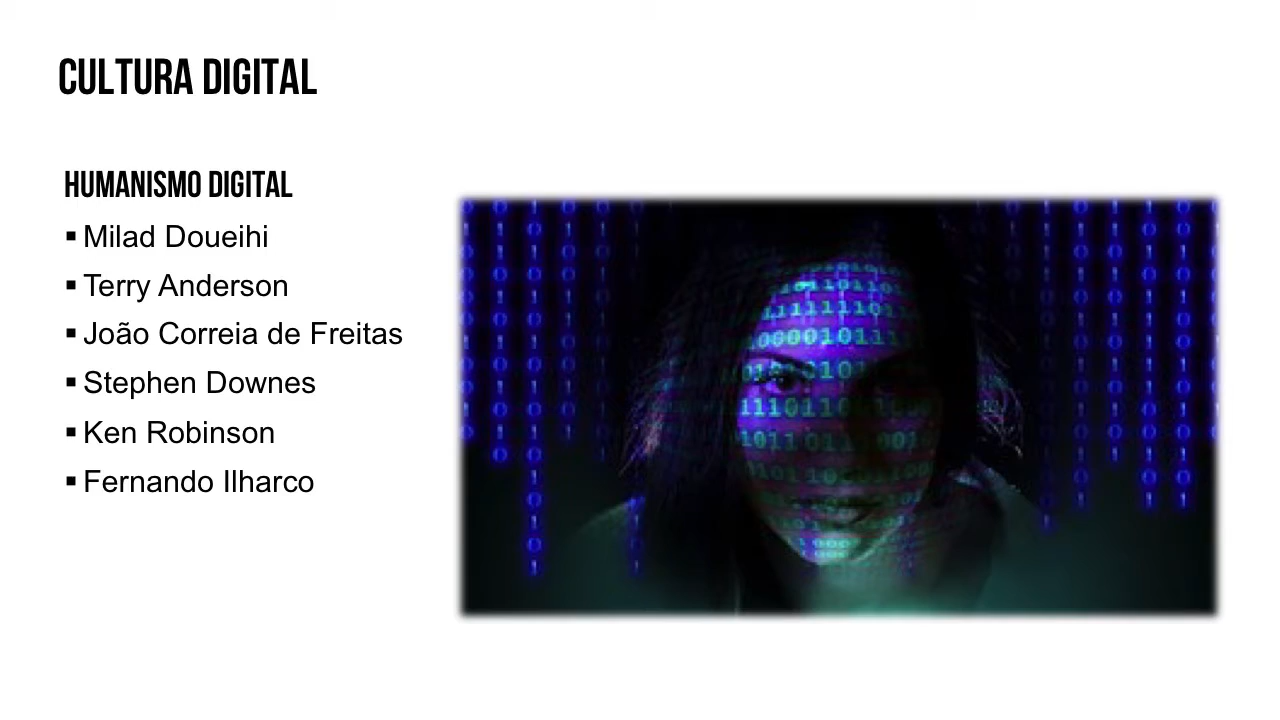 CULTURA DIGITAL
HUMANISMO DIGITAL
▪ Milad Doueihi
▪ Terry Anderson
▪ João Correia de Freitas
▪ Stephen Downes
▪ Ken Robinson
▪ Fernando Ilharco